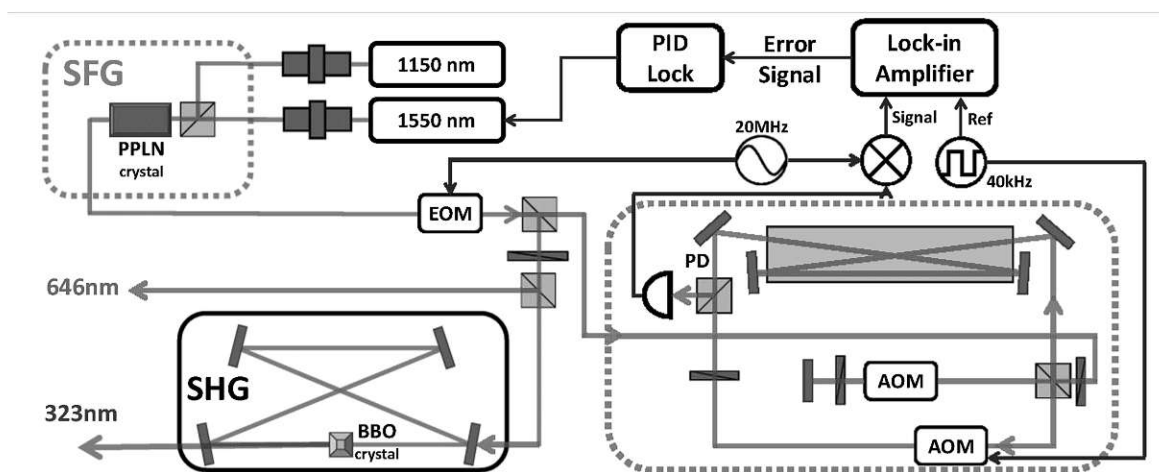 SFG
PPLN
crystal
1150 nm
1550 nm
PID
Lock
Error
Signal
Lock-in
Amplifier
Signal
Ref
20MHz
40kHz
EOM
PD
646nm
AOM
AOM
SHG
BBO
crystal
323nm